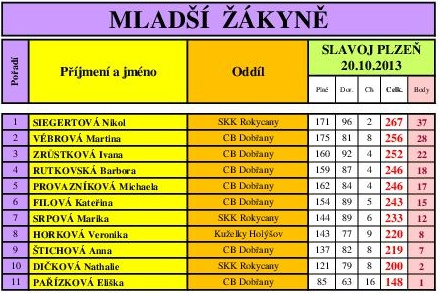 MLADŠÍ ŽÁKYNĚ
Pořadí Příjmení a jméno Oddíl SLAVOJ PLZEŇ
20.10.2013
Plné Dor. Ch Celk. Body
1 SIEGERTOVÁ Nikol SKK Rokycany 171 96 2 267 37
2 VÉBROVÁ Martina CB Dobřany 175 81 8 256 28
3 ZRŮSTKOVÁ Ivana CB Dobřany 160 92 4 252 22
4 RUTKOVSKÁ Barbora CB Dobřany 159 87 4 246 18
5 PROVAZNÍKOVÁ Michaela CB Dobřany 162 84 4 246 17
6 FILOVÁ Kateřina CB Dobřany 154 89 5 243 15
7 SRPOVÁ Marika SKK Rokycany 144 89 6 233 12
8 HORKOVÁ Veronika Kuželky Holýšov 143 77 9 220 8
9 ŠTICHOVÁ Anna CB Dobřany 137 82 8 219 7
10 DIČKOVÁ Nathalie SKK Rokycany 121 79 8 200 2
11 PAŘÍZKOVÁ Eliška CB Dobřany 85 63 16 148 1